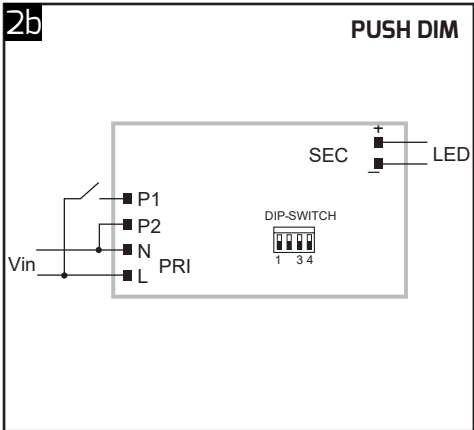 2b
PUSH DIM
+
SEC
LED
–
P1
P2
DIP-SWITCH
N
Vin
PRI
1 3 4
L